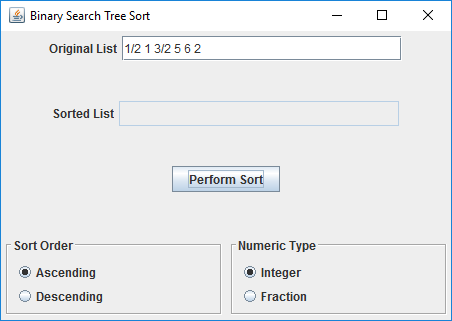 Binary Search Tree Sort
Original List 1/2 1 3/2 5 6 2
Sorted List
Perform Sort
Sort Order
Ascending
Descending
Numeric Type
Integer
Fraction